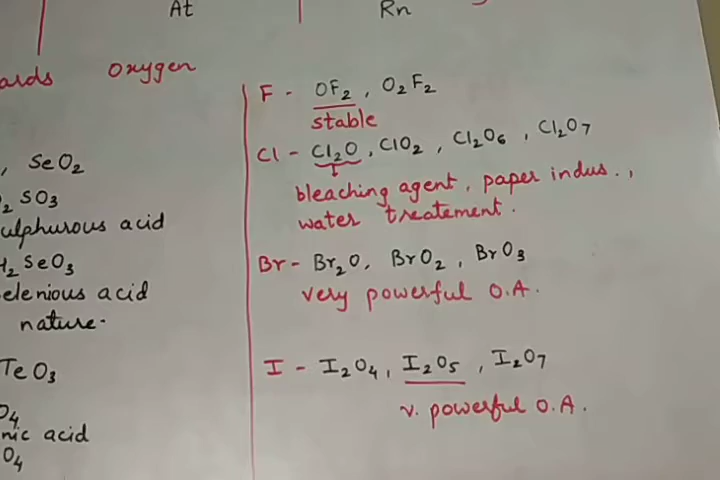 At Rn
ards oxygen
, SeO₂
₂SO₃
ulphurous acid
H₂SeO₃
elenious acid
nature.
TeO₃
O₄
nic acid
O₄
F - OF₂, O₂F₂
stable
Cl - Cl₂O, ClO₂, Cl₂O₆, Cl₂O₇
bleaching agent, paper indus.,
water treatement.
Br - Br₂O, BrO₂, BrO₃
very powerful O.A.
I - I₂O₄, I₂O₅, I₂O₇
v. powerful O.A.